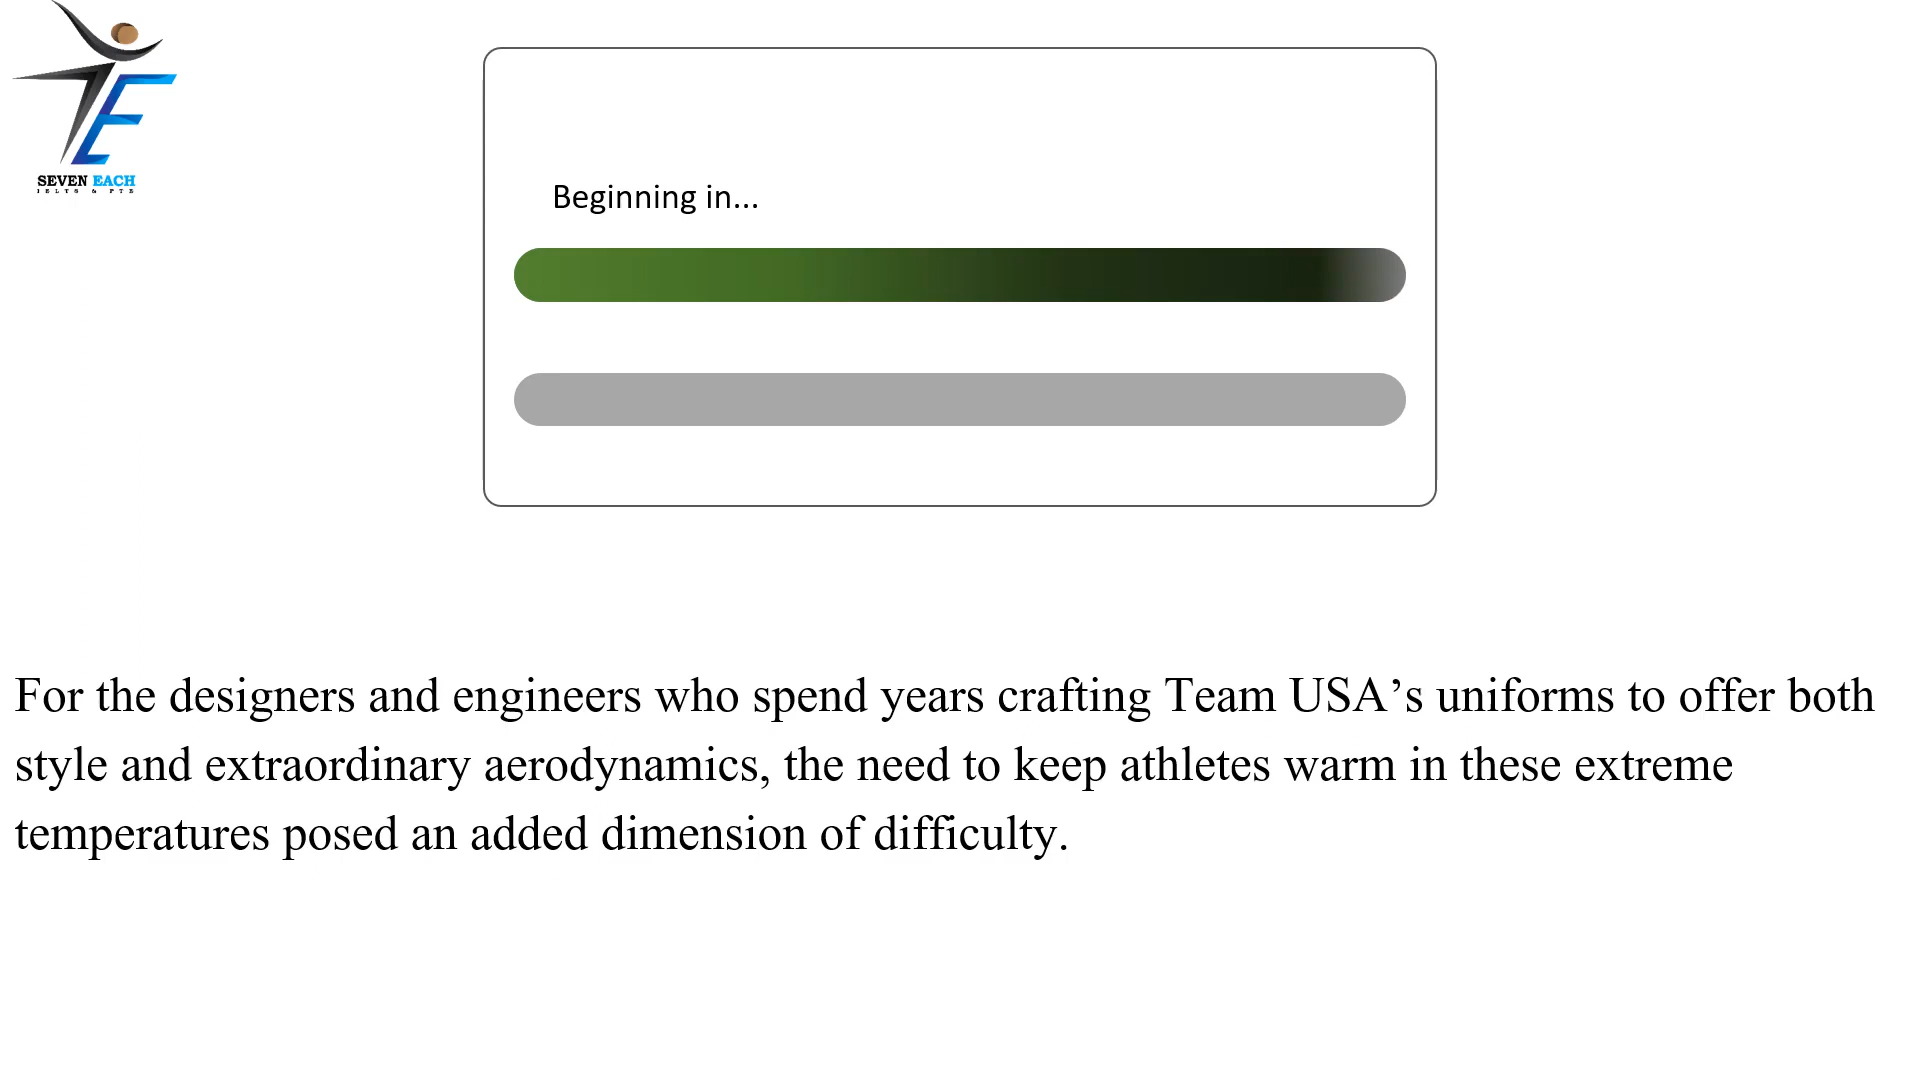 SEVEN EACH
IELTS & PTE
Beginning in...
For the designers and engineers who spend years crafting Team USA’s uniforms to offer both
style and extraordinary aerodynamics, the need to keep athletes warm in these extreme
temperatures posed an added dimension of difficulty.